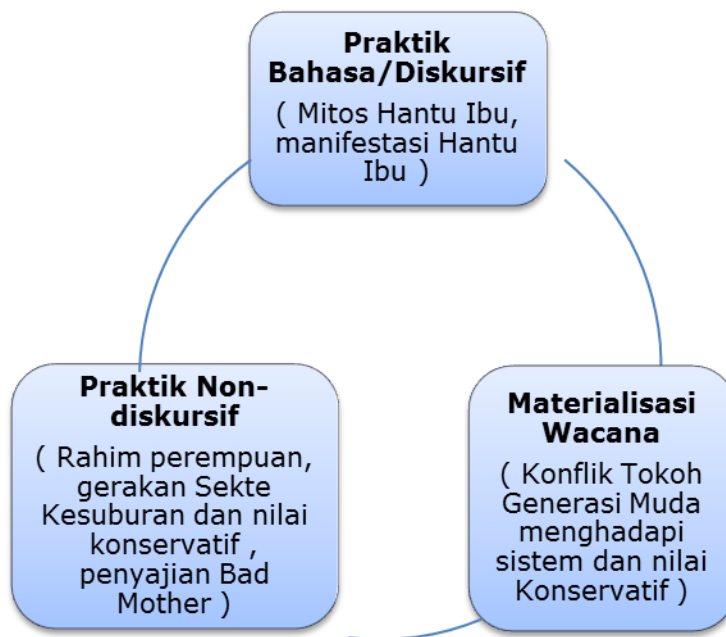 Praktik
Bahasa/Diskursif
( Mitos Hantu Ibu,
manifestasi Hantu
Ibu )
Praktik Non-
diskursif
( Rahim perempuan,
gerakan Sekte
Kesuburan dan nilai
konservatif ,
penyajian Bad
Mother )
Materialisasi
Wacana
( Konflik Tokoh
Generasi Muda
menghadapi
sistem dan nilai
Konservatif )